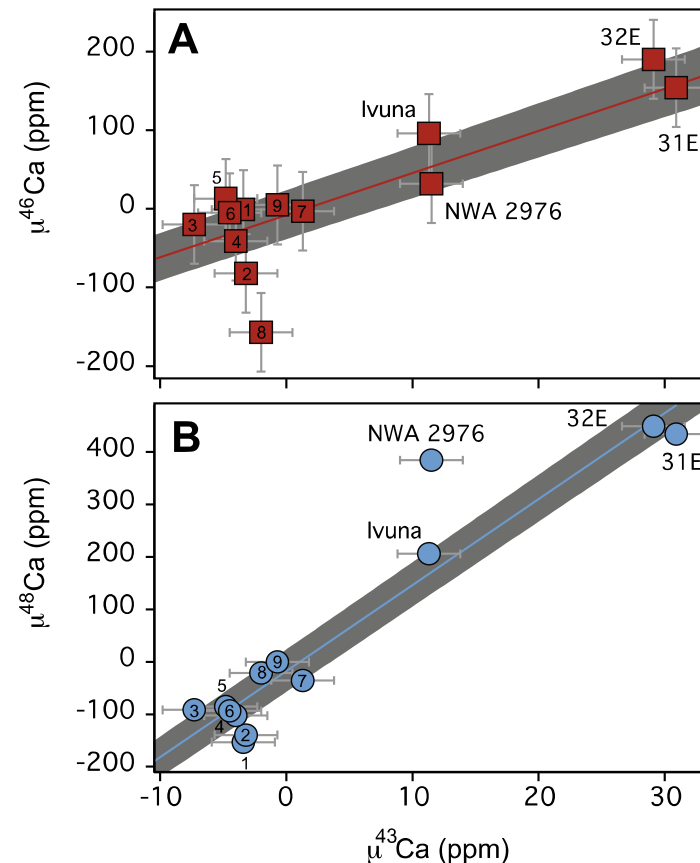 A
200
100
0
-100
-200
μ⁴⁶Ca (ppm)
32E
31E
Ivuna
NWA 2976
5
3
6
1
4
2
8
9
7
B
400
300
200
100
0
-100
-200
μ⁴⁸Ca (ppm)
NWA 2976
32E
31E
Ivuna
9
8
7
5
3
6
4
2
1
-10
0
10
20
30
μ⁴³Ca (ppm)